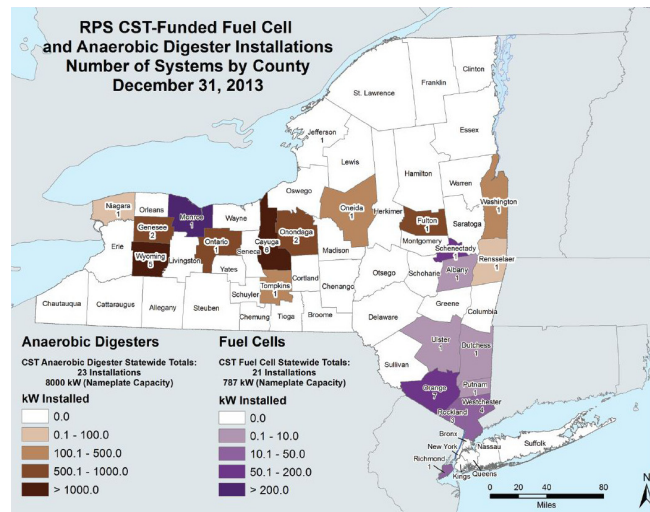 RPS CST-Funded Fuel Cell
and Anaerobic Digester Installations
Number of Systems by County
December 31, 2013
Clinton
Franklin
St. Lawrence
Essex
Jefferson
1
Lewis
Hamilton
Oswego
Warren
Washington
1
Niagara
1
Orleans
Monroe
1
Wayne
Oneida
1
Herkimer
Fulton
1
Saratoga
Genesee
2
Onondaga
2
Ontario
1
Cayuga
Seneca
Madison
Montgomery
Schenectady
1
Rensselaer
1
Erie
Wyoming
Livingston
Yates
Albany
1
Otsego
Schoharie
Cortland
Chenango
Tompkins
1
Schuyler
Greene
Columbia
Chautauqua
Cattaraugus
Allegany
Steuben
Chemung
Tioga
Broome
Delaware
Ulster
1
Dutchess
1
Sullivan
Orange
7
Putnam
1
Westchester
4
Rockland
Bronx
New York
Nassau
Suffolk
Richmond
1
Kings
Queens
Anaerobic Digesters
CST Anaerobic Digester Statewide Totals:
23 Installations
8000 kW (Nameplate Capacity)
kW Installed
0.0
0.1 - 100.0
100.1 - 500.0
500.1 - 1000.0
> 1000.0
Fuel Cells
CST Fuel Cell Statewide Totals:
21 Installations
787 kW (Nameplate Capacity)
kW Installed
0.0
0.1 - 10.0
10.1 - 50.0
50.1 - 200.0
> 200.0
20 0 20 40 80
Miles
N